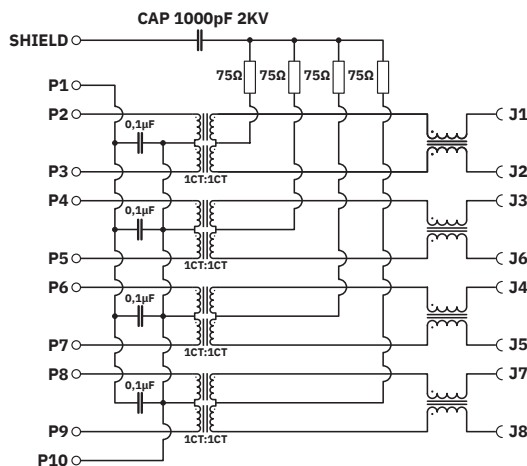 CAP 1000pF 2KV
SHIELD
75Ω 75Ω 75Ω 75Ω
P1
P2
J1
0,1µF
P3
J2
1CT:1CT
P4
J3
0,1µF
P5
J6
1CT:1CT
P6
J4
0,1µF
P7
J5
1CT:1CT
P8
J7
0,1µF
P9
J8
1CT:1CT
P10